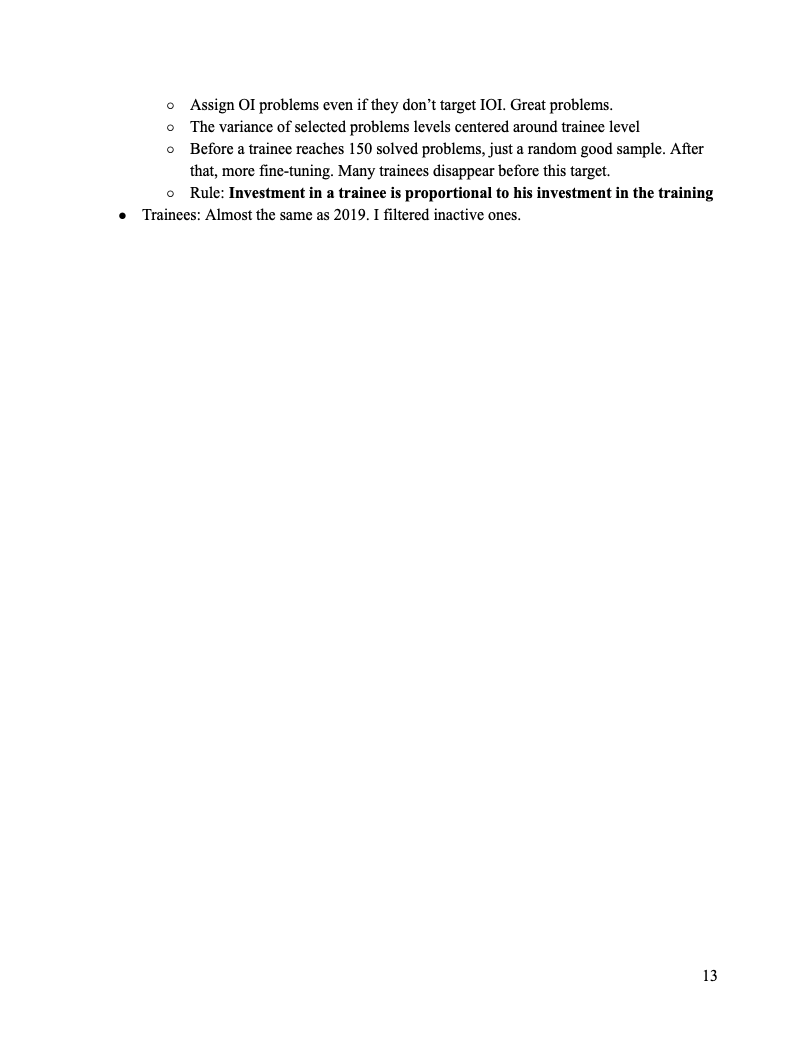 ○ Assign OI problems even if they don’t target IOI. Great problems.
○ The variance of selected problems levels centered around trainee level
○ Before a trainee reaches 150 solved problems, just a random good sample. After
that, more fine-tuning. Many trainees disappear before this target.
○ Rule: Investment in a trainee is proportional to his investment in the training
● Trainees: Almost the same as 2019. I filtered inactive ones.
13